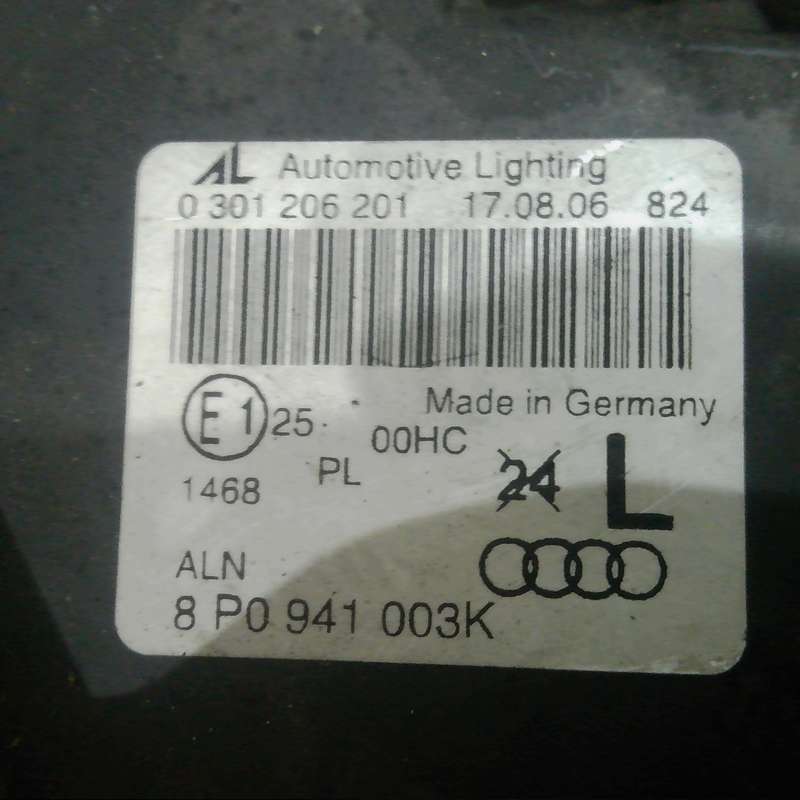 AL Automotive Lighting
0 301 206 201 17.08.06 824
Made in Germany
E1 25 00HC
1468 PL 24 L
ALN
8 P0 941 003K